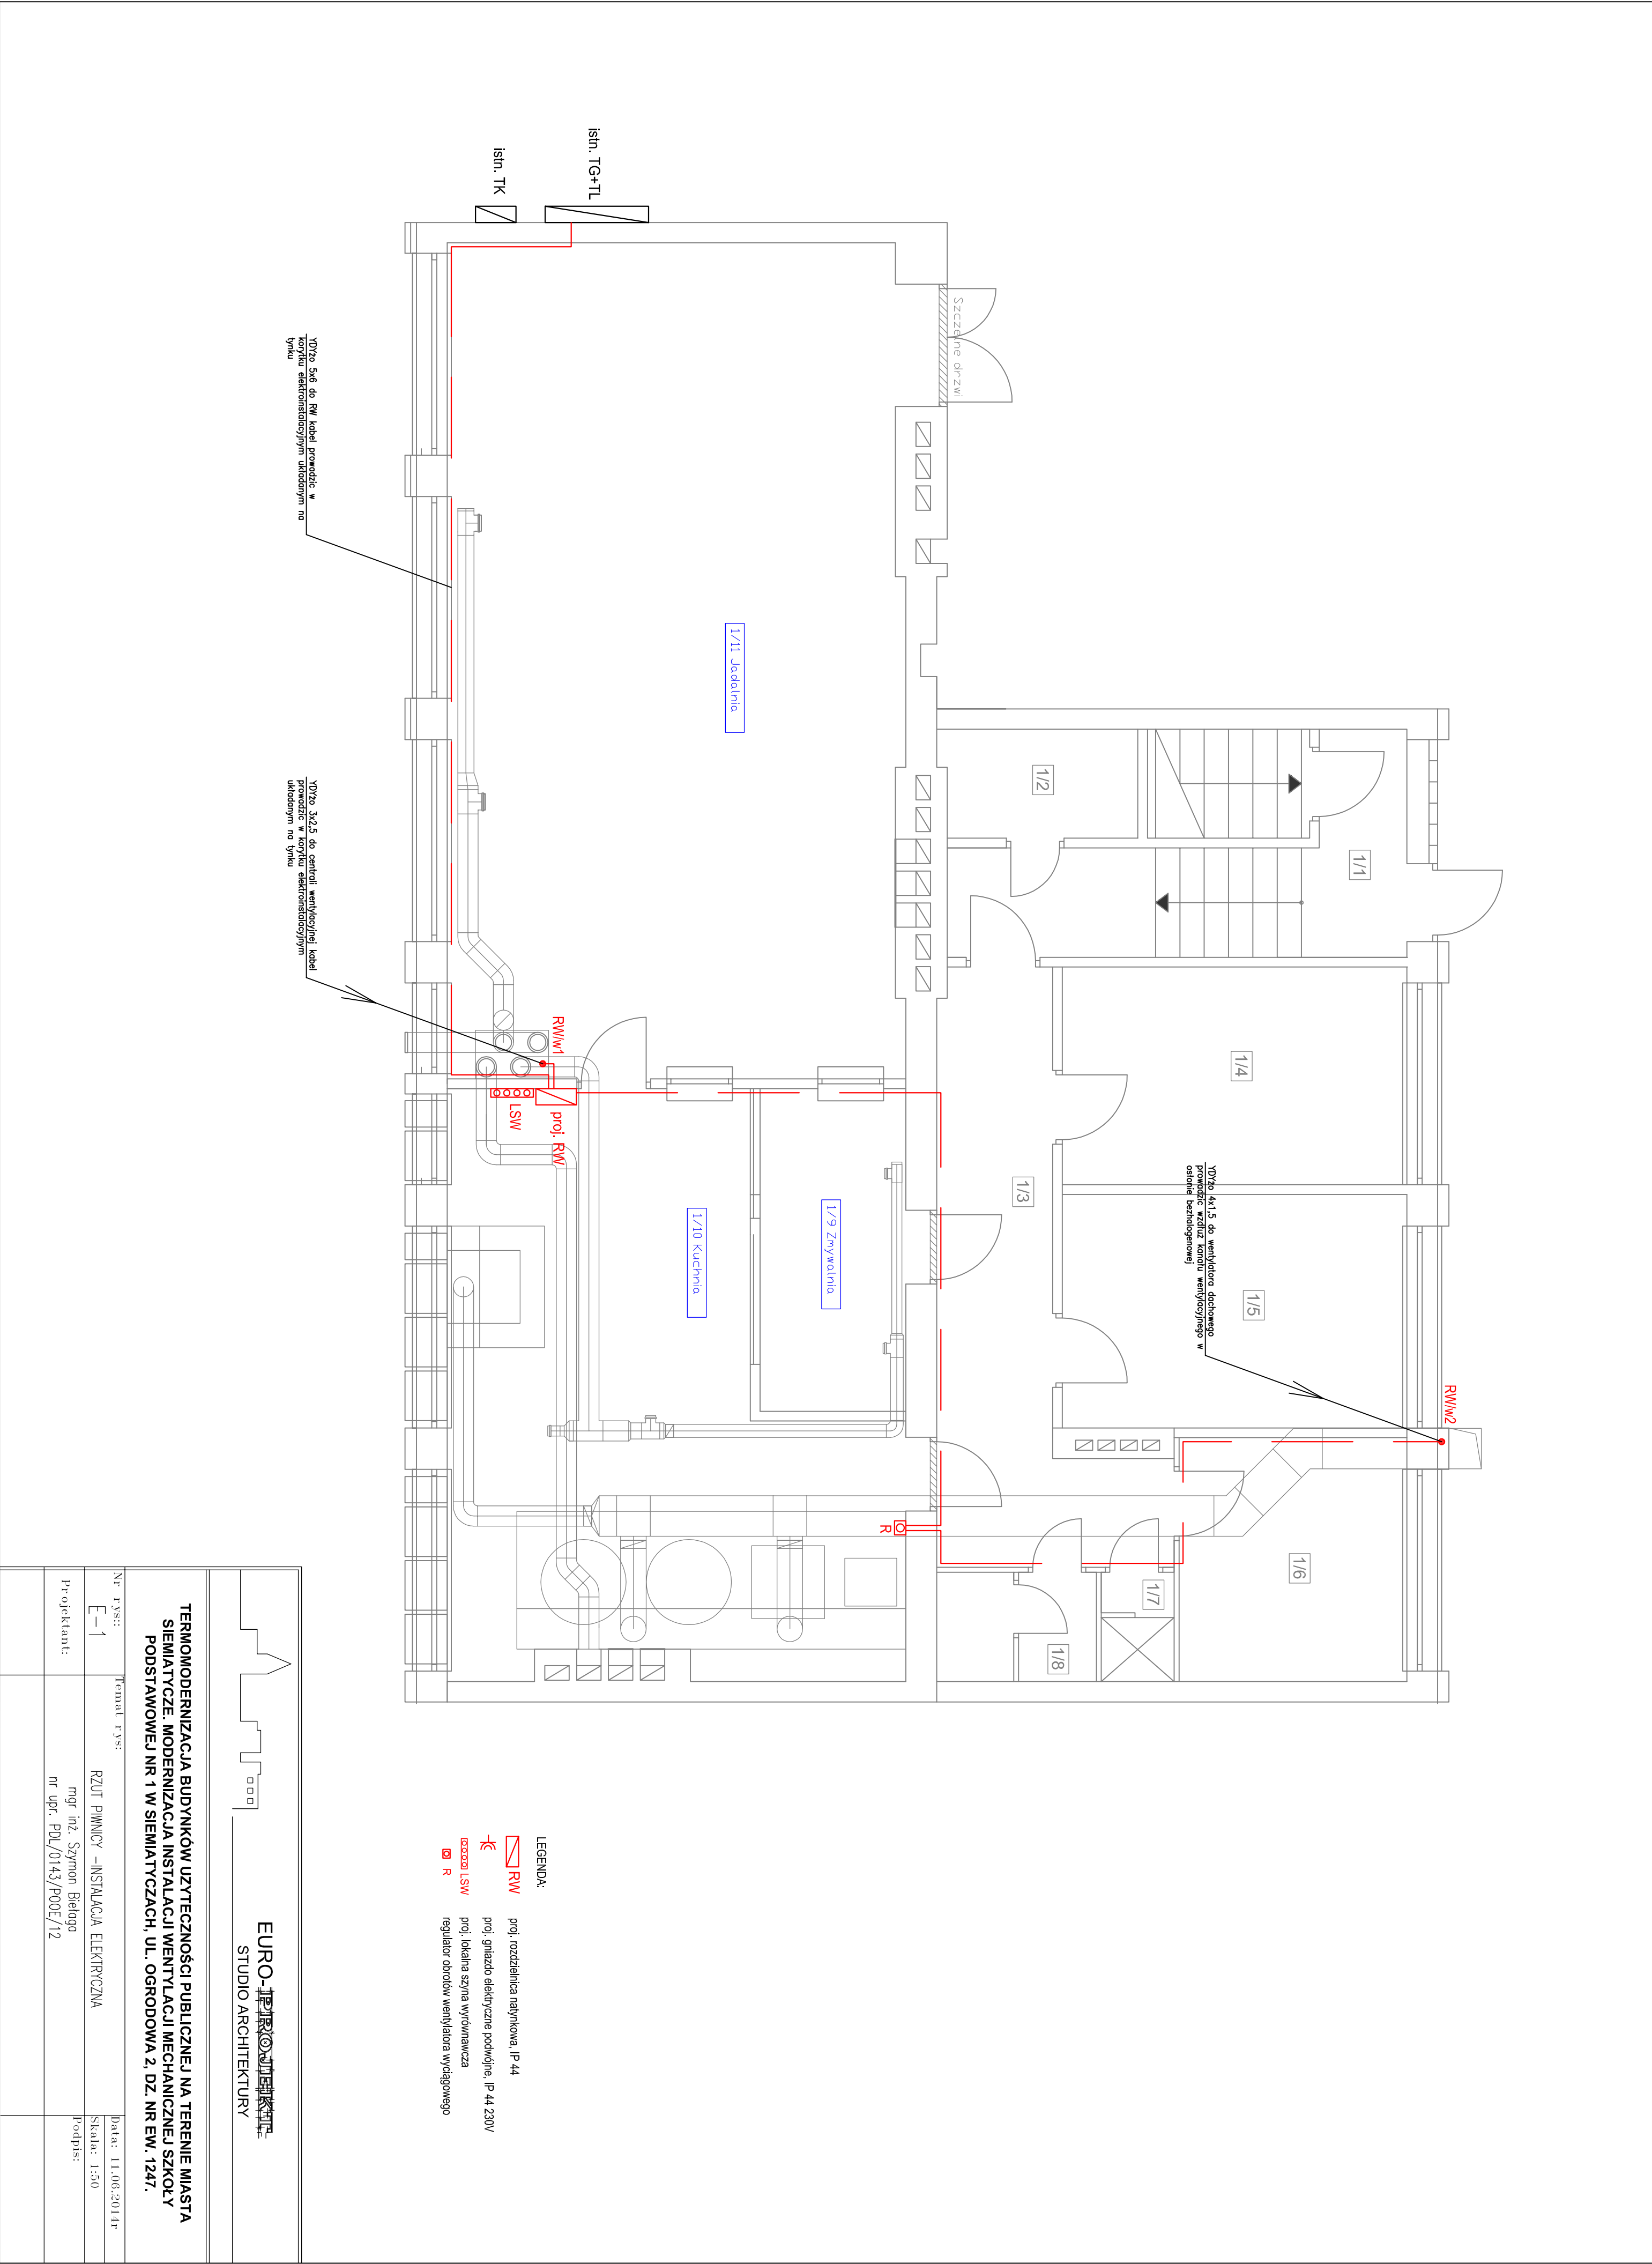 istn. TG+TL
istn. TK
Szczelne drzwi
1/11 Jadalnia
1/2
1/1
1/4
1/3
1/5
1/6
1/7
1/8
1/9 Zmywalnia
1/10 Kuchnia
RW/w1
LSW
proj. RW
R
RW/w2
YDYżo 5x6 do RW kabel prowadzic w
korytku elektroinstalacyjnym układanym na
tynku
YDYżo 3x2,5 do centrali wentylacyjnej kabel
prowadzic w korytku elektroinstalacyjnym
układanym na tynku
YDYżo 4x1,5 do wentylatora dachowego
prowadzic wzdłuż kanału wentylacyjnego w
osłonie bezhalogenowej
LEGENDA:
RW proj. rozdzielnica natynkowa, IP 44
proj. gniazdo elektryczne podwójne, IP 44 230V
LSW proj. lokalna szyna wyrównawcza
R regulator obrotów wentylatora wyciągowego
EURO-PROJEKT
STUDIO ARCHITEKTURY
TERMOMODERNIZACJA BUDYNKÓW UZYTECZNOŚCI PUBLICZNEJ NA TERENIE MIASTA
SIEMIATYCZE. MODERNIZACJA INSTALACJI WENTYLACJI MECHANICZNEJ SZKOŁY
PODSTAWOWEJ NR 1 W SIEMIATYCZACH, UL. OGRODOWA 2, DZ. NR EW. 1247.
Nr rys.:
E-1
Temat rys:
RZUT PIWNICY -INSTALACJA ELEKTRYCZNA
Data: 11.06.2014r
Skala: 1:50
Projektant:
mgr inż. Szymon Bielaga
nr upr. PDL/0143/POOE/12
Podpis: